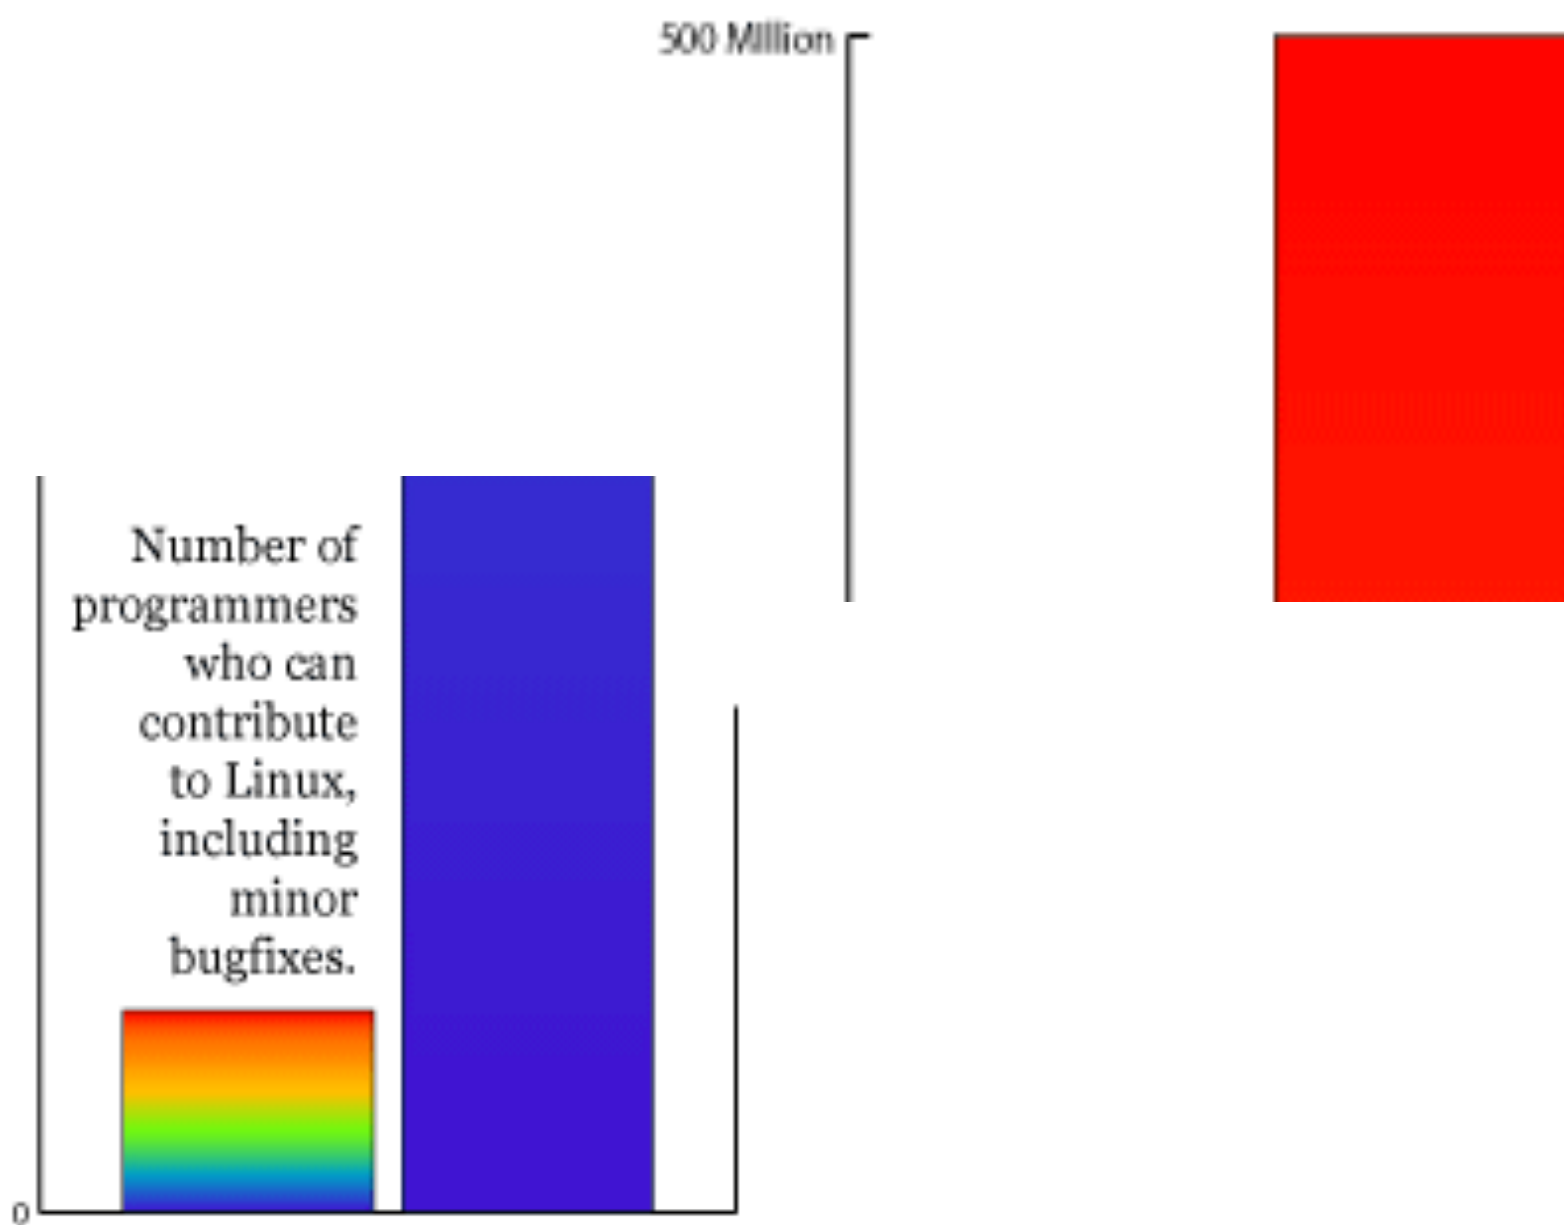 500 MIllion
Number of
programmers
who can
contribute
to Linux,
including
minor
bugfixes.
0